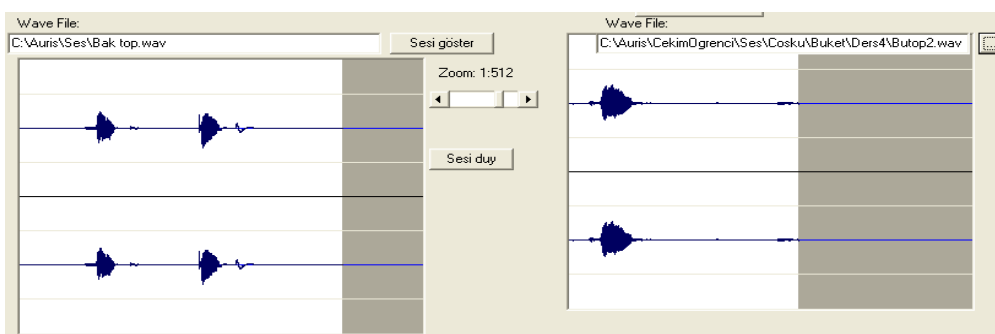 Wave File:
C:\Auris\Ses\Bak top.wav
Sesi göster
Zoom: 1:512
Sesi duy
Wave File:
C:\Auris\CekimOgrenci\Ses\Cosku\Buket\Ders4\Butop2.wav